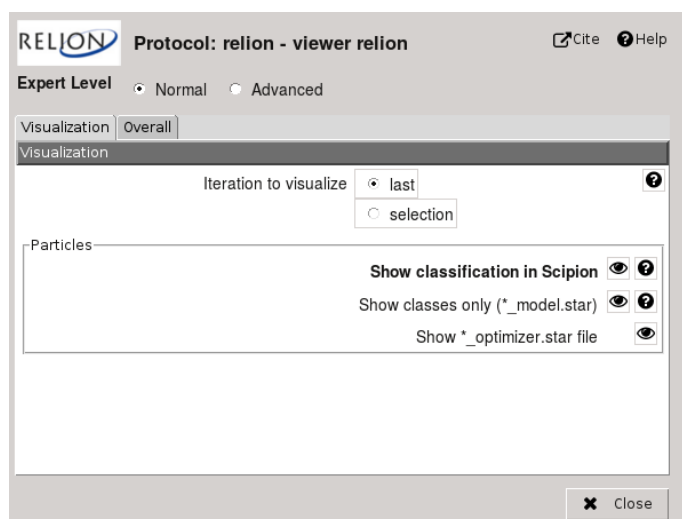 RELION Protocol: relion - viewer relion Cite ?Help
Expert Level Normal Advanced
Visualization Overall
Visualization
Iteration to visualize last ?
selection
Particles
Show classification in Scipion ?
Show classes only (*_model.star) ?
Show *_optimizer.star file
Close